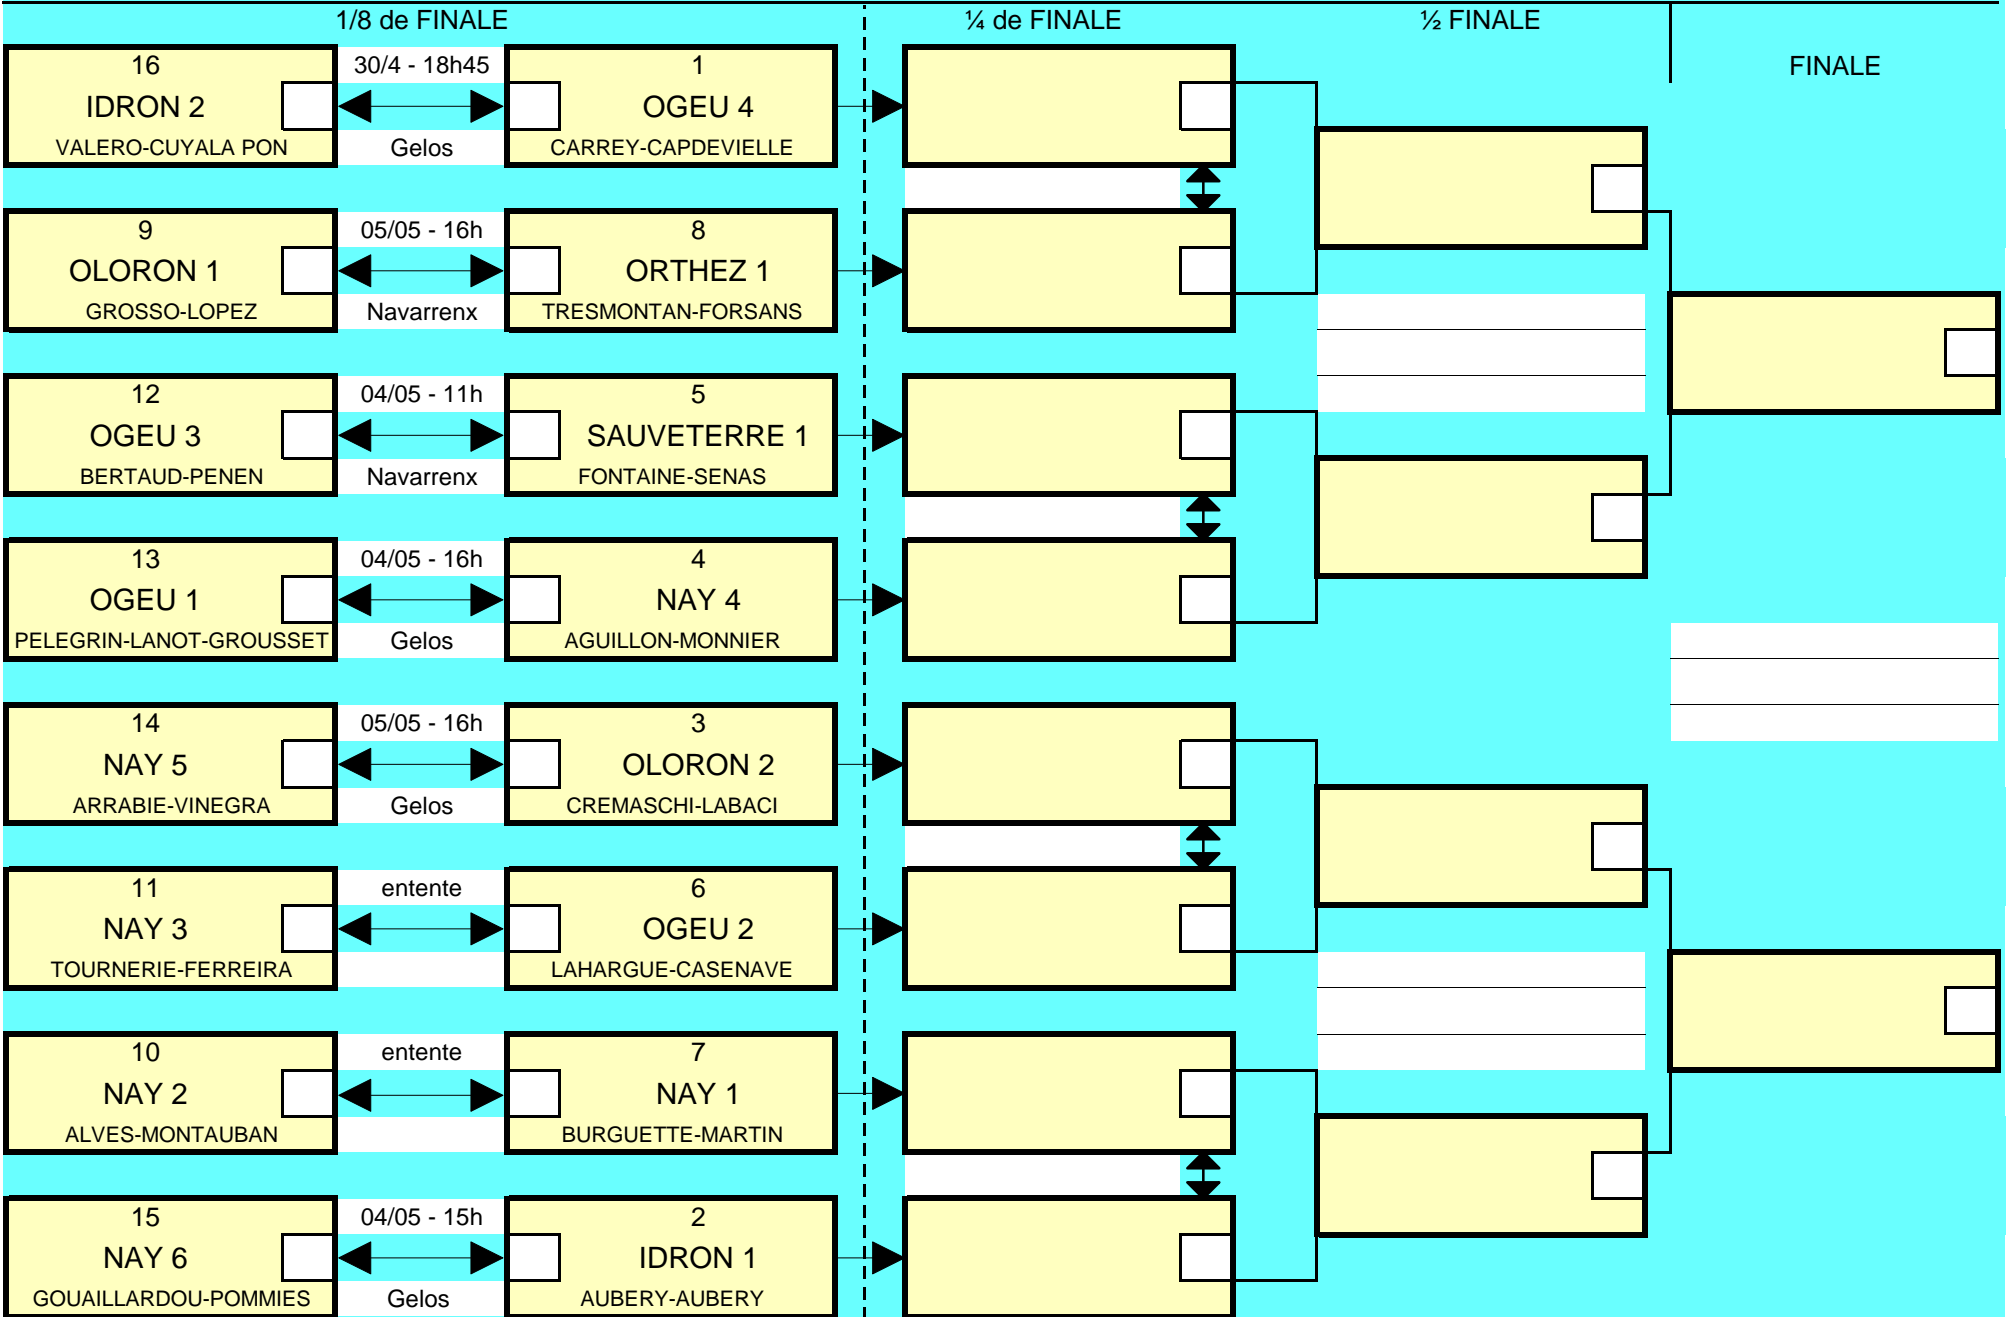 1/8 de FINALE
¼ de FINALE
½ FINALE
FINALE
16
IDRON 2
VALERO-CUYALA PON
30/4 - 18h45
Gelos
1
OGEU 4
CARREY-CAPDEVIELLE
9
OLORON 1
GROSSO-LOPEZ
05/05 - 16h
Navarrenx
8
ORTHEZ 1
TRESMONTAN-FORSANS
12
OGEU 3
BERTAUD-PENEN
04/05 - 11h
Navarrenx
5
SAUVETERRE 1
FONTAINE-SENAS
13
OGEU 1
PELEGRIN-LANOT-GROUSSET
04/05 - 16h
Gelos
4
NAY 4
AGUILLON-MONNIER
14
NAY 5
ARRABIE-VINEGRA
05/05 - 16h
Gelos
3
OLORON 2
CREMASCHI-LABACI
11
NAY 3
TOURNERIE-FERREIRA
entente
6
OGEU 2
LAHARGUE-CASENAVE
10
NAY 2
ALVES-MONTAUBAN
entente
7
NAY 1
BURGUETTE-MARTIN
15
NAY 6
GOUAILLARDOU-POMMIES
04/05 - 15h
Gelos
2
IDRON 1
AUBERY-AUBERY